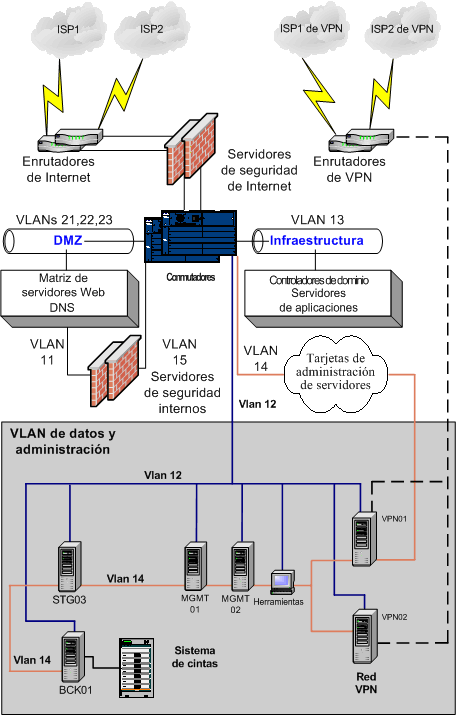 ISP1
ISP2
ISP1 de VPN
ISP2 de VPN
Enrutadores
de Internet
Servidores
de seguridad
de Internet
Enrutadores
de VPN
VLANs 21,22,23
VLAN 13
DMZ
Infraestructura
Conmutadores
Matriz de
servidores Web
DNS
Controladores de dominio
Servidores
de aplicaciones
VLAN
11
VLAN
15
Servidores
de seguridad
internos
VLAN
14
Tarjetas de
administración
de servidores
Vlan 12
VLAN de datos y
administración
Vlan 12
VPN01
STG03
Vlan 14
MGMT
01
MGMT
02
Herramientas
VPN02
Vlan 14
BCK01
Sistema
de cintas
Red
VPN